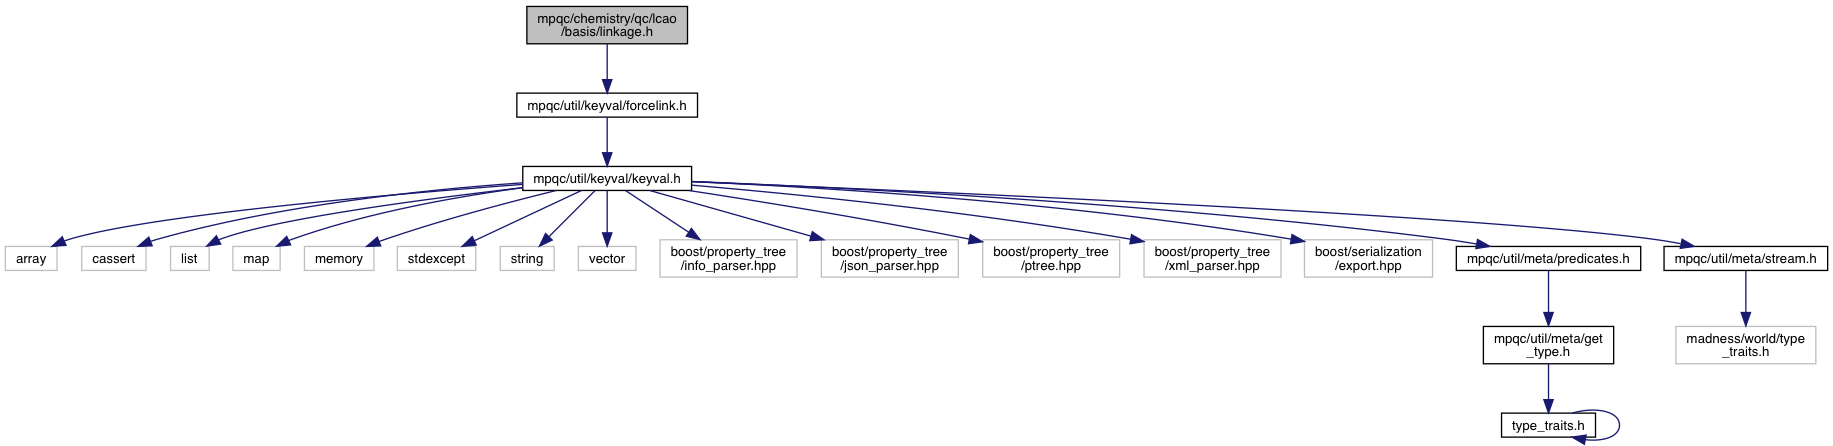 mpqc/chemistry/qc/lcao
/basis/linkage.h
mpqc/util/keyval/forcelink.h
mpqc/util/keyval/keyval.h
array
cassert
list
map
memory
stdexcept
string
vector
boost/property_tree
/info_parser.hpp
boost/property_tree
/json_parser.hpp
boost/property_tree
/ptree.hpp
boost/property_tree
/xml_parser.hpp
boost/serialization
/export.hpp
mpqc/util/meta/predicates.h
mpqc/util/meta/stream.h
mpqc/util/meta/get
_type.h
madness/world/type
_traits.h
type_traits.h